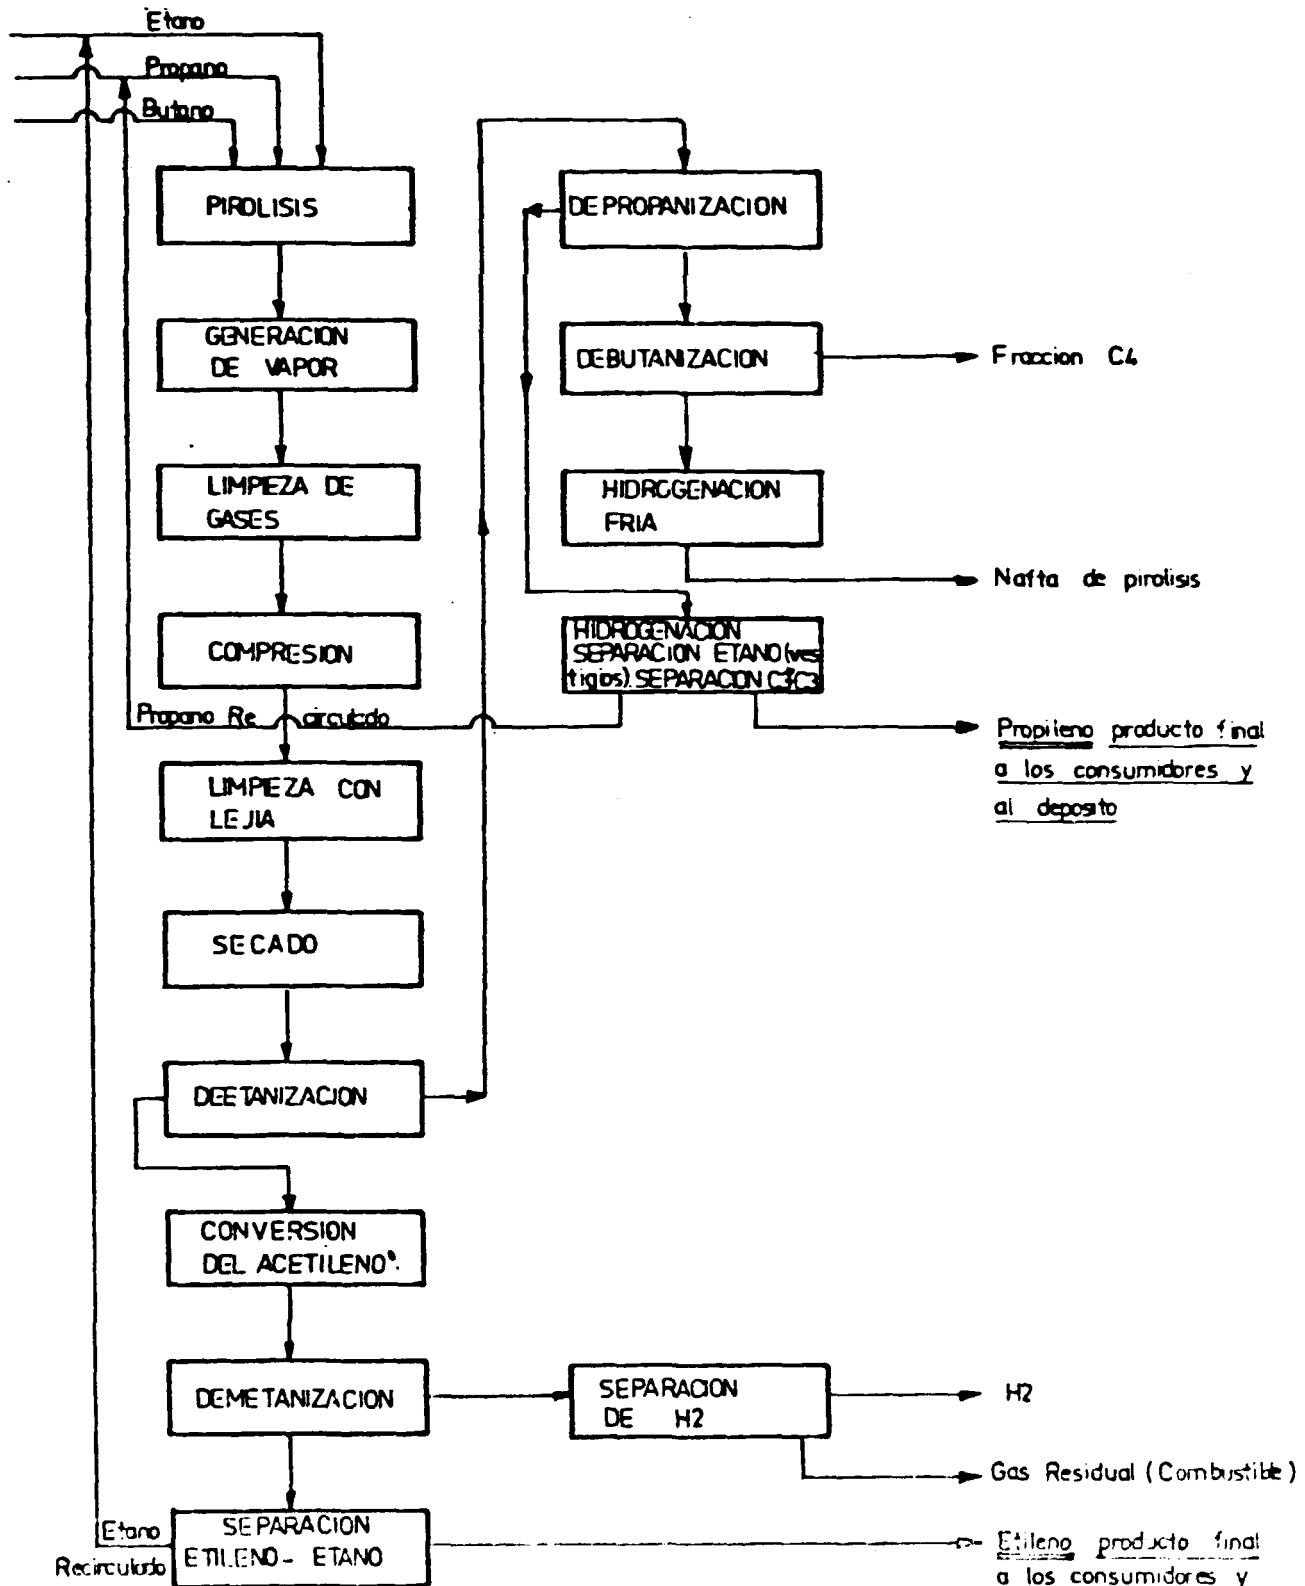 Etano
Propano
Butano
PIROLISIS
GENERACION
DE VAPOR
LIMPIEZA DE
GASES
COMPRESION
Propano Re circulado
LIMPIEZA CON
LEJIA
SECADO
DEETANIZACION
CONVERSION
DEL ACETILENO
DEMETANIZACION
SEPARACION
ETILENO - ETANO
Etano
Recirculado
DEPROPANIZACION
DEBUTANIZACION
Fraccion C4
HIDROGENACION
FRIA
Nafta de pirolisis
HIDROGENACION
SEPARACION ETANO (ves
tigios). SEPARACION C3/C3
Propileno producto final
a los consumidores y
al deposito
SEPARACION
DE H2
H2
Gas Residual (Combustible)
Etileno producto final
a los consumidores y